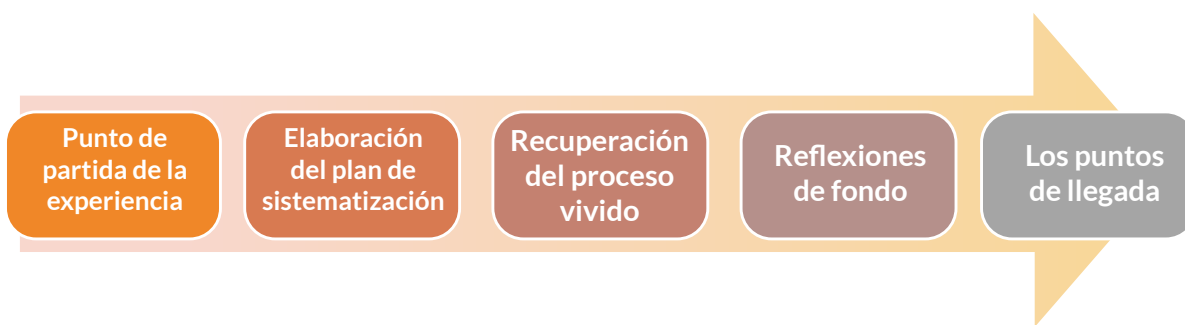 Punto de
partida de la
experiencia
Elaboración
del plan de
sistematización
Recuperación
del proceso
vivido
Reflexiones
de fondo
Los puntos
de llegada